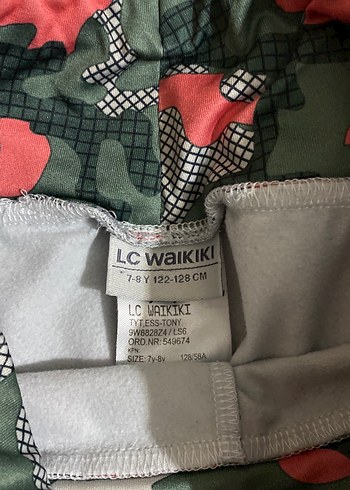 LC WAIKIKI
7-8 Y 122-128 CM
LC WAIKIKI
TYT,ESS-TONY
9W8828Z4 / LS6
ORD.NR: 549674
KPN
SIZE: 7y-8y 128/58A